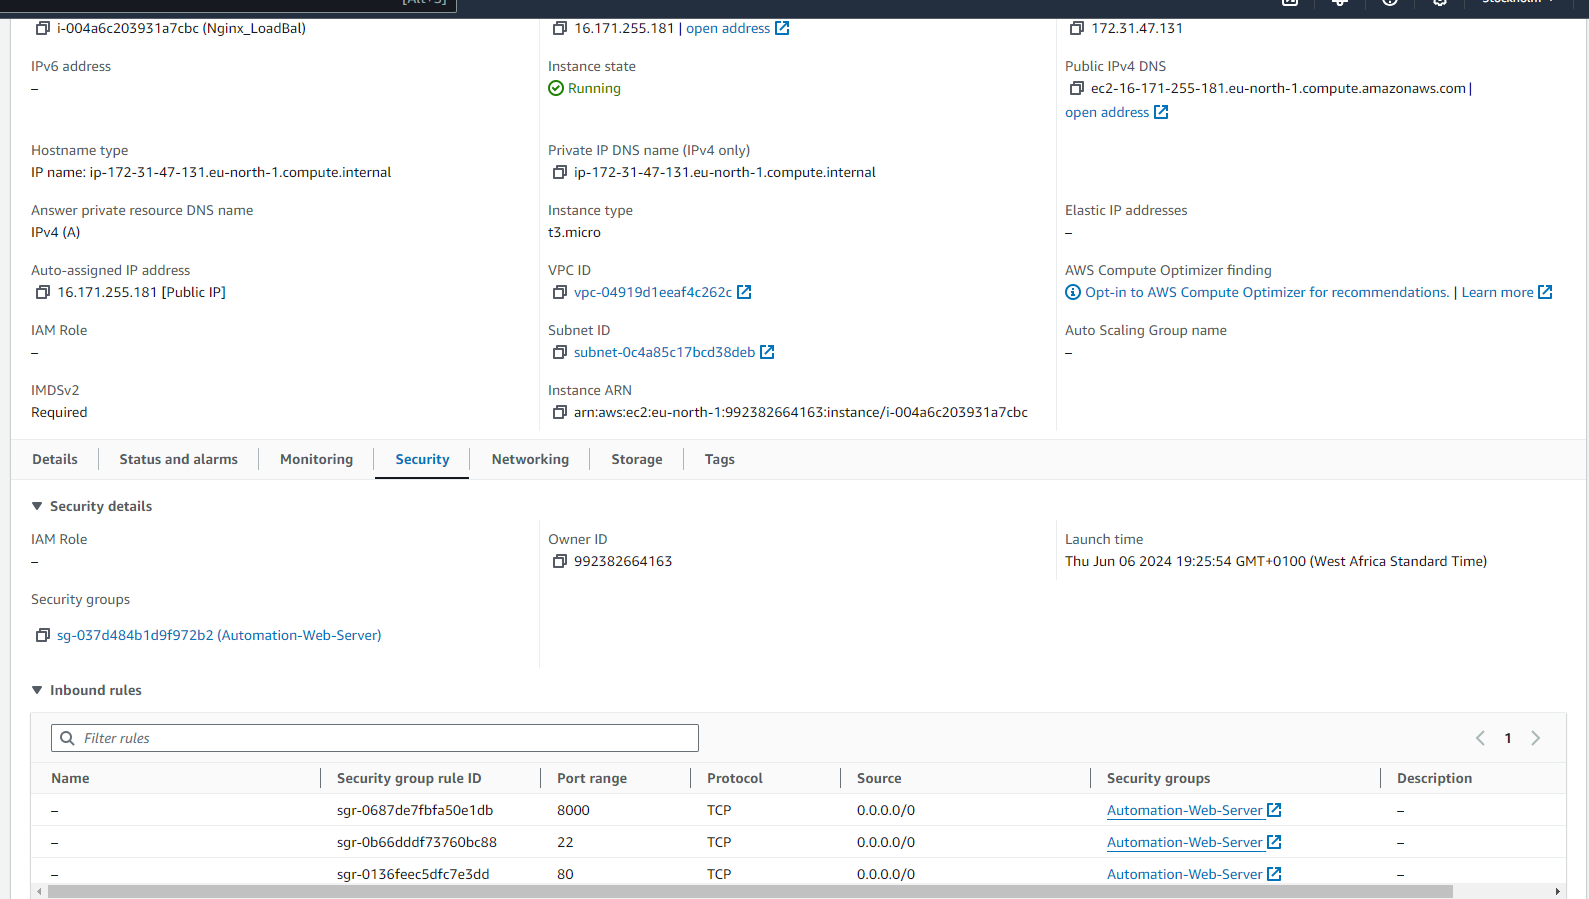 [Alt+S]
Stockholm
i-004a6c203931a7cbc (Nginx_LoadBal)
16.171.255.181 | open address
172.31.47.131
IPv6 address
–
Instance state
Running
Public IPv4 DNS
ec2-16-171-255-181.eu-north-1.compute.amazonaws.com |
open address
Hostname type
IP name: ip-172-31-47-131.eu-north-1.compute.internal
Private IP DNS name (IPv4 only)
ip-172-31-47-131.eu-north-1.compute.internal
Answer private resource DNS name
IPv4 (A)
Instance type
t3.micro
Elastic IP addresses
–
Auto-assigned IP address
16.171.255.181 [Public IP]
VPC ID
vpc-04919d1eeaf4c262c
AWS Compute Optimizer finding
Opt-in to AWS Compute Optimizer for recommendations. | Learn more
IAM Role
–
Subnet ID
subnet-0c4a85c17bcd38deb
Auto Scaling Group name
–
IMDSv2
Required
Instance ARN
arn:aws:ec2:eu-north-1:992382664163:instance/i-004a6c203931a7cbc
Details Status and alarms Monitoring Security Networking Storage Tags
Security details
IAM Role
–
Owner ID
992382664163
Launch time
Thu Jun 06 2024 19:25:54 GMT+0100 (West Africa Standard Time)
Security groups
sg-037d484b1d9f972b2 (Automation-Web-Server)
Inbound rules
Filter rules
1
Name Security group rule ID Port range Protocol Source Security groups Description
– sgr-0687de7fbfa50e1db 8000 TCP 0.0.0.0/0 Automation-Web-Server –
– sgr-0b66dddf73760bc88 22 TCP 0.0.0.0/0 Automation-Web-Server –
– sgr-0136feec5dfc7e3dd 80 TCP 0.0.0.0/0 Automation-Web-Server –